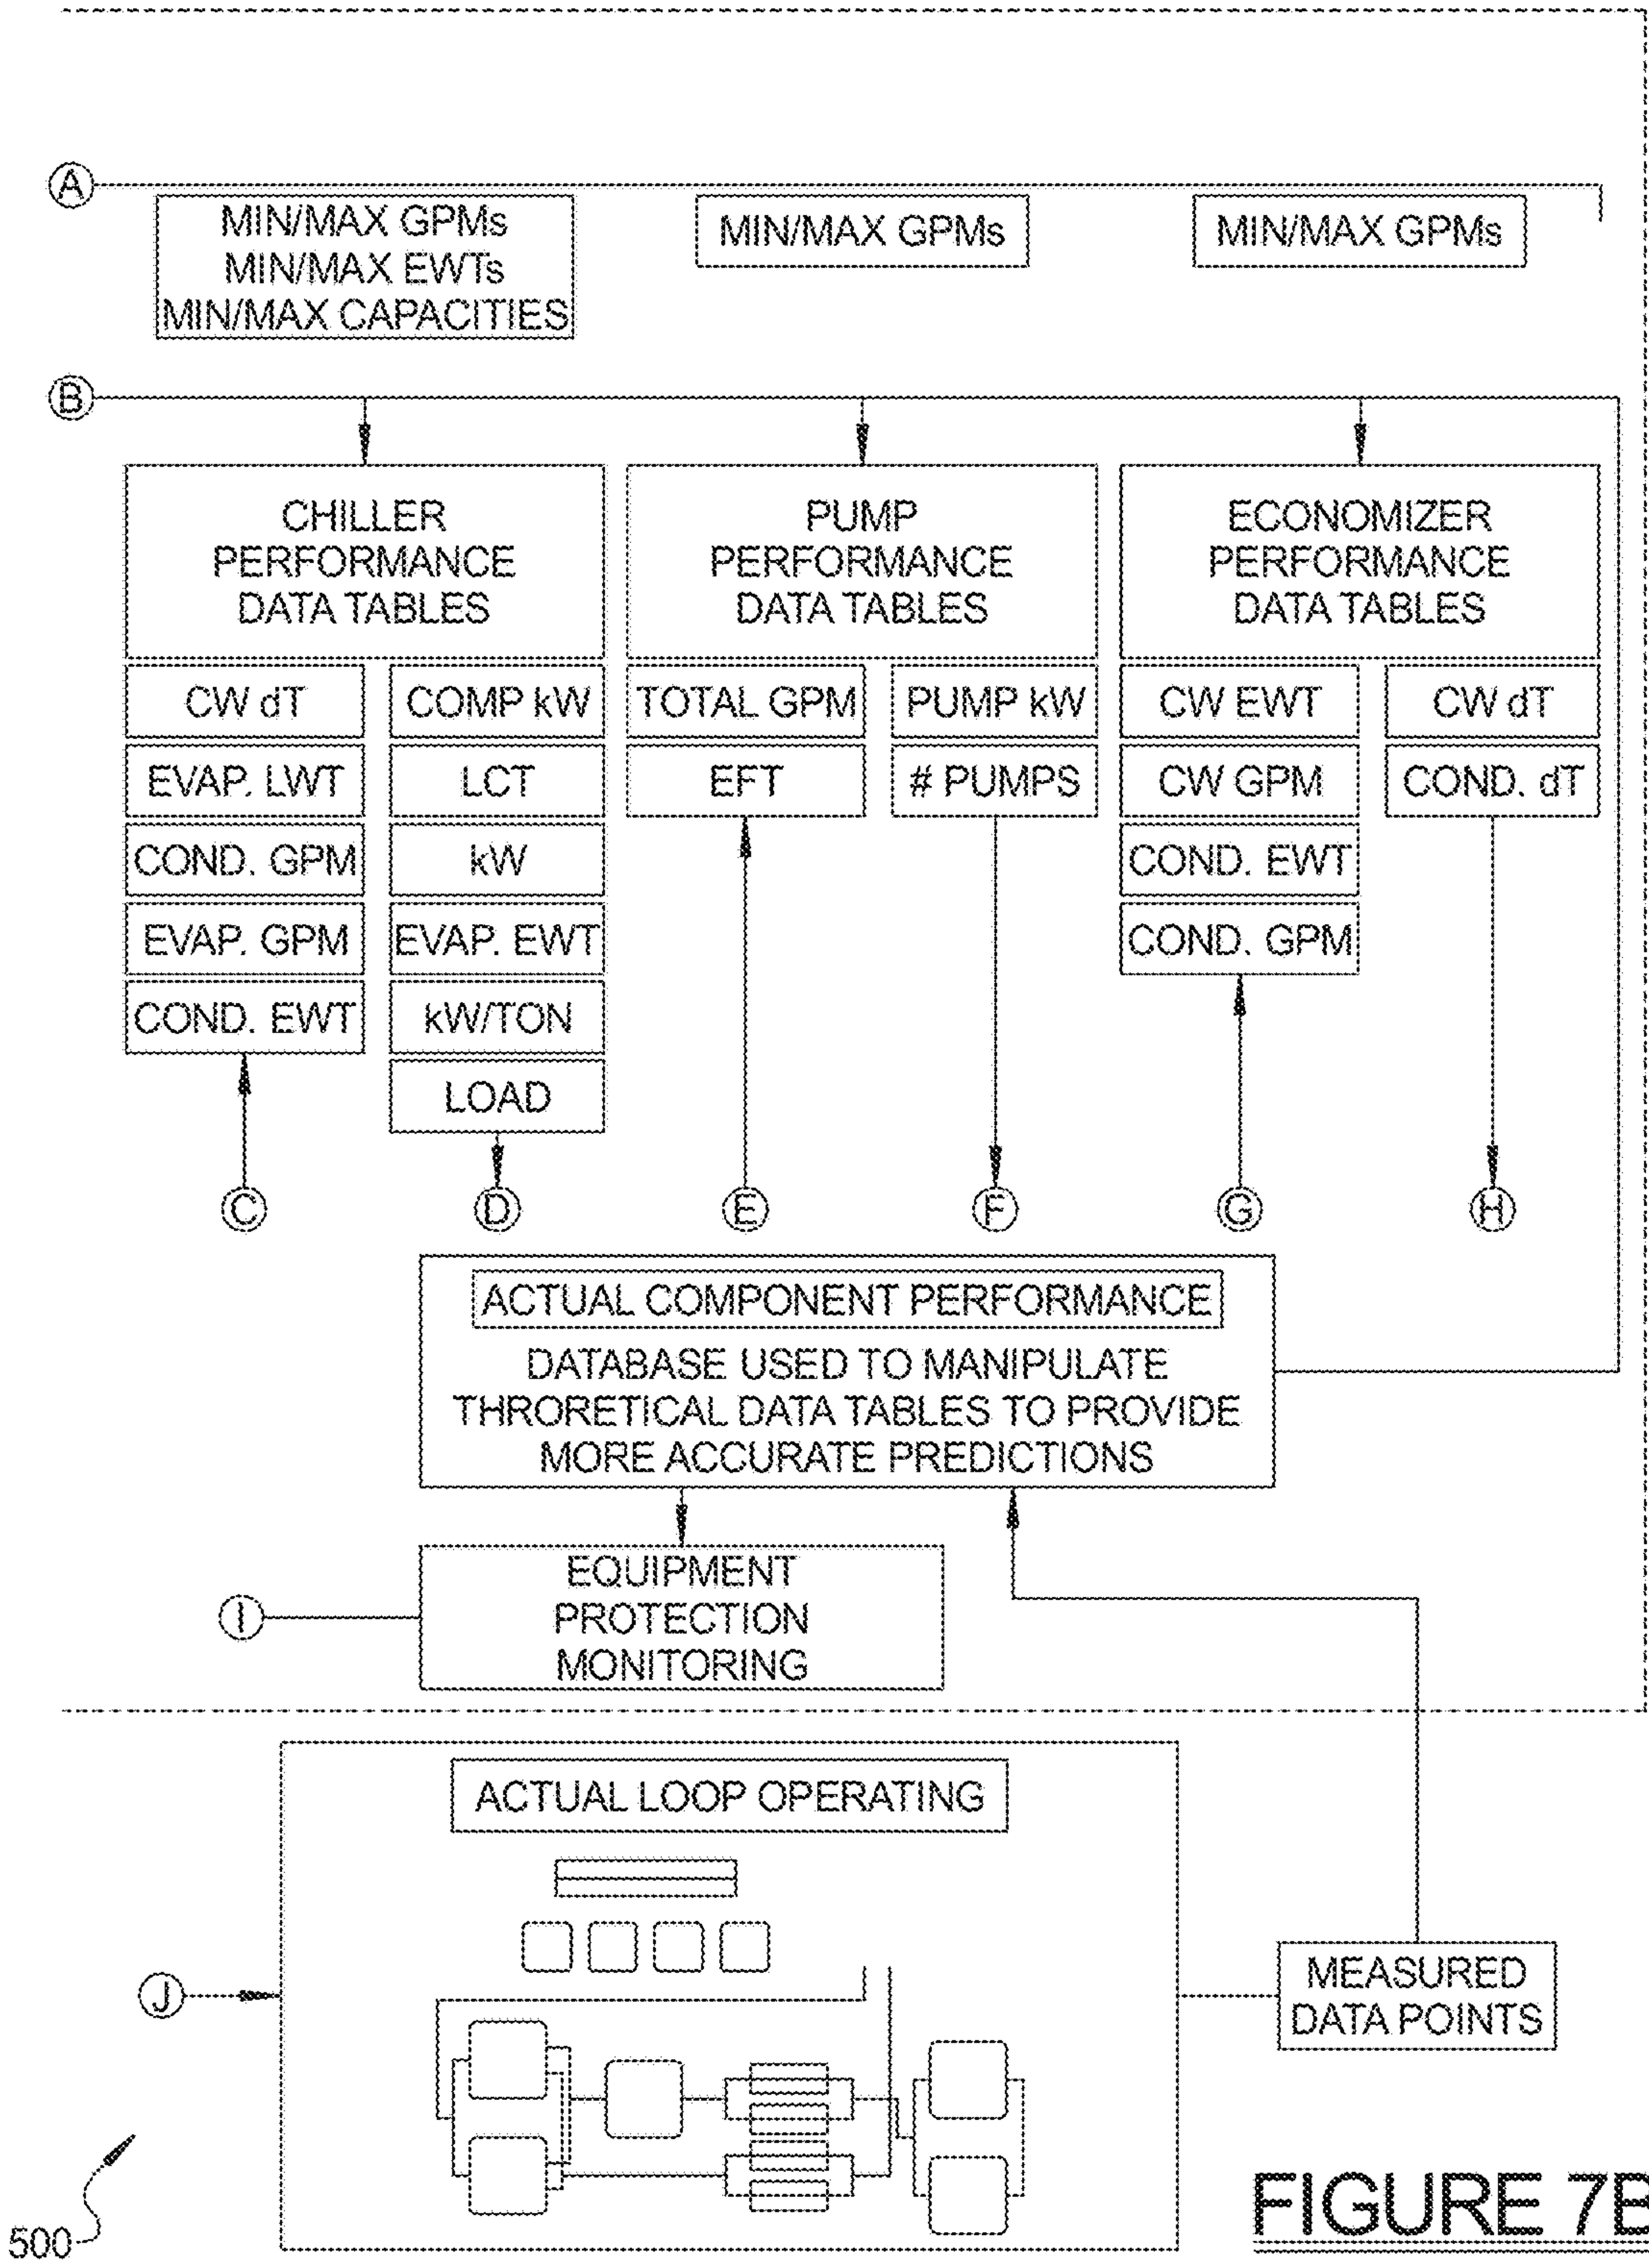 A
MIN/MAX GPMs
MIN/MAX EWTs
MIN/MAX CAPACITIES
MIN/MAX GPMs
MIN/MAX GPMs
B
CHILLER
PERFORMANCE
DATA TABLES
PUMP
PERFORMANCE
DATA TABLES
ECONOMIZER
PERFORMANCE
DATA TABLES
CW dT
EVAP. LWT
COND. GPM
EVAP. GPM
COND. EWT
COMP kW
LCT
kW
EVAP. EWT
kW/TON
LOAD
TOTAL GPM
EFT
PUMP kW
# PUMPS
CW EWT
CW GPM
COND. EWT
COND. GPM
CW dT
COND. dT
C
D
E
F
G
H
ACTUAL COMPONENT PERFORMANCE
DATABASE USED TO MANIPULATE
THRORETICAL DATA TABLES TO PROVIDE
MORE ACCURATE PREDICTIONS
I
EQUIPMENT
PROTECTION
MONITORING
ACTUAL LOOP OPERATING
J
MEASURED
DATA POINTS
500
FIGURE 7B